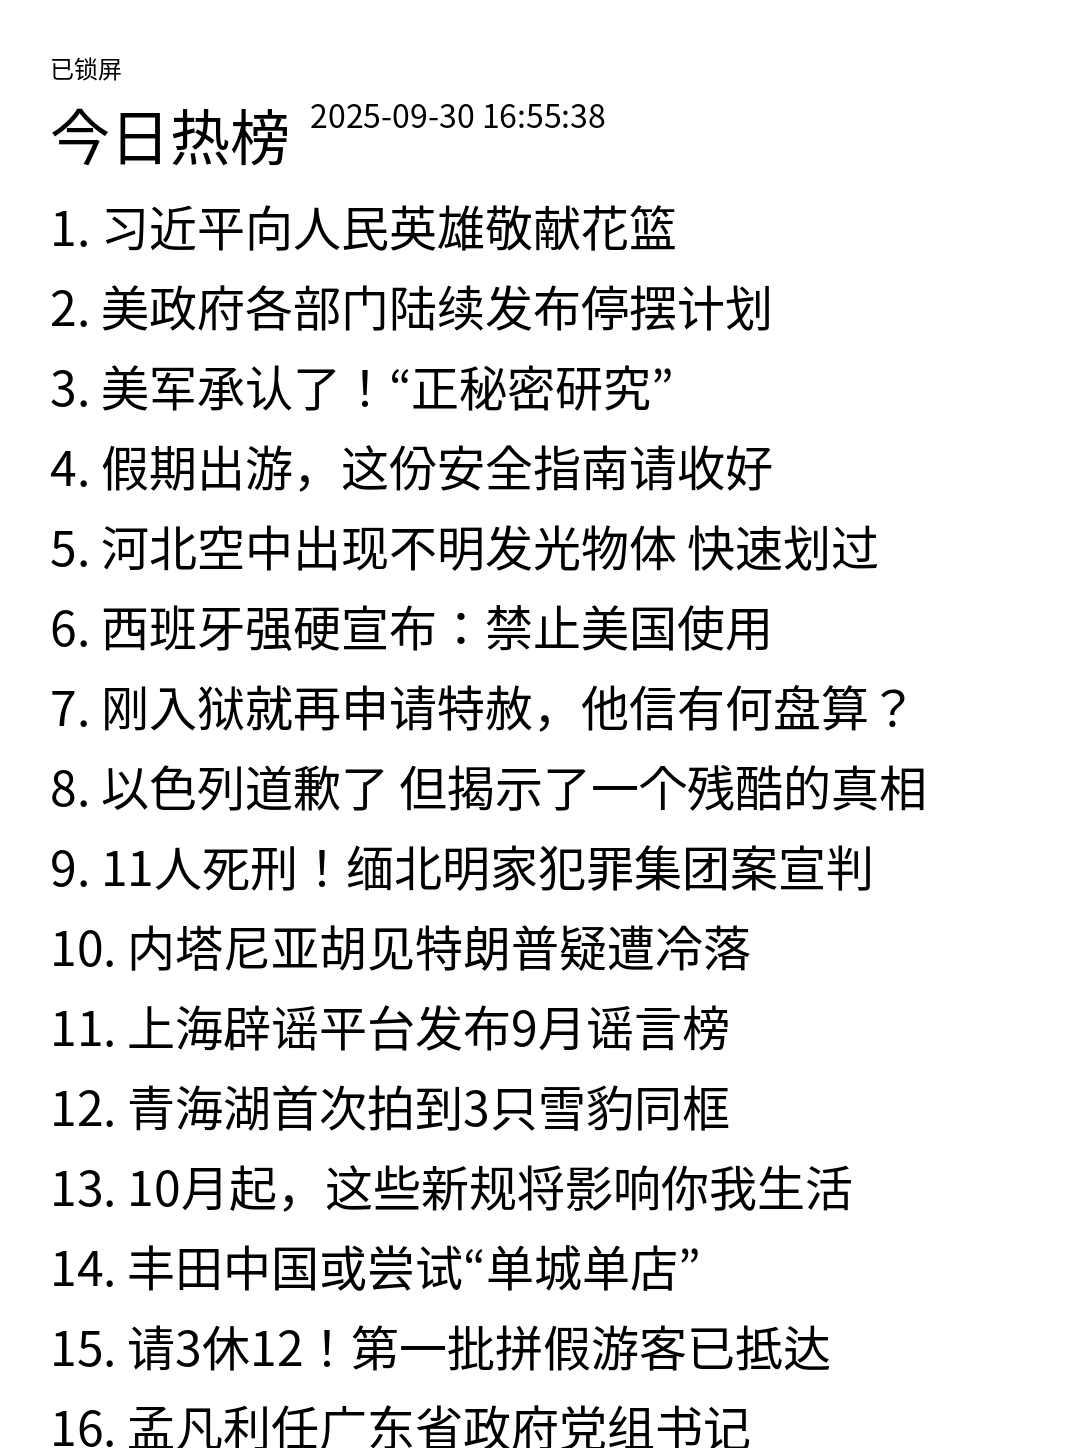 已锁屏
今日热榜 2025-09-30 16:55:38
1. 习近平向人民英雄敬献花篮
2. 美政府各部门陆续发布停摆计划
3. 美军承认了！“正秘密研究”
4. 假期出游，这份安全指南请收好
5. 河北空中出现不明发光物体 快速划过
6. 西班牙强硬宣布：禁止美国使用
7. 刚入狱就再申请特赦，他信有何盘算？
8. 以色列道歉了 但揭示了一个残酷的真相
9. 11人死刑！缅北明家犯罪集团案宣判
10. 内塔尼亚胡见特朗普疑遭冷落
11. 上海辟谣平台发布9月谣言榜
12. 青海湖首次拍到3只雪豹同框
13. 10月起，这些新规将影响你我生活
14. 丰田中国或尝试“单城单店”
15. 请3休12！第一批拼假游客已抵达
16. 孟凡利任广东省政府党组书记